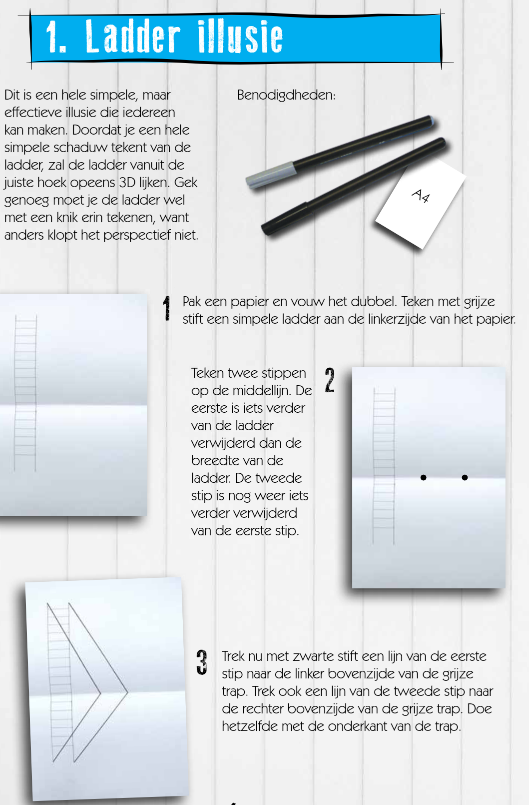 1. Ladder illusie
Dit is een hele simpele, maar
effectieve illusie die iedereen
kan maken. Doordat je een hele
simpele schaduw tekent van de
ladder, zal de ladder vanuit de
juiste hoek opeens 3D lijken. Gek
genoeg moet je de ladder wel
met een knik erin tekenen, want
anders klopt het perspectief niet.
Benodigdheden:
A4
1
Pak een papier en vouw het dubbel. Teken met grijze
stift een simpele ladder aan de linkerzijde van het papier.
2
Teken twee stippen
op de middellijn. De
eerste is iets verder
van de ladder
verwijderd dan de
breedte van de
ladder. De tweede
stip is nog weer iets
verder verwijderd
van de eerste stip.
3
Trek nu met zwarte stift een lijn van de eerste
stip naar de linker bovenzijde van de grijze
trap. Trek ook een lijn van de tweede stip naar
de rechter bovenzijde van de grijze trap. Doe
hetzelfde met de onderkant van de trap.